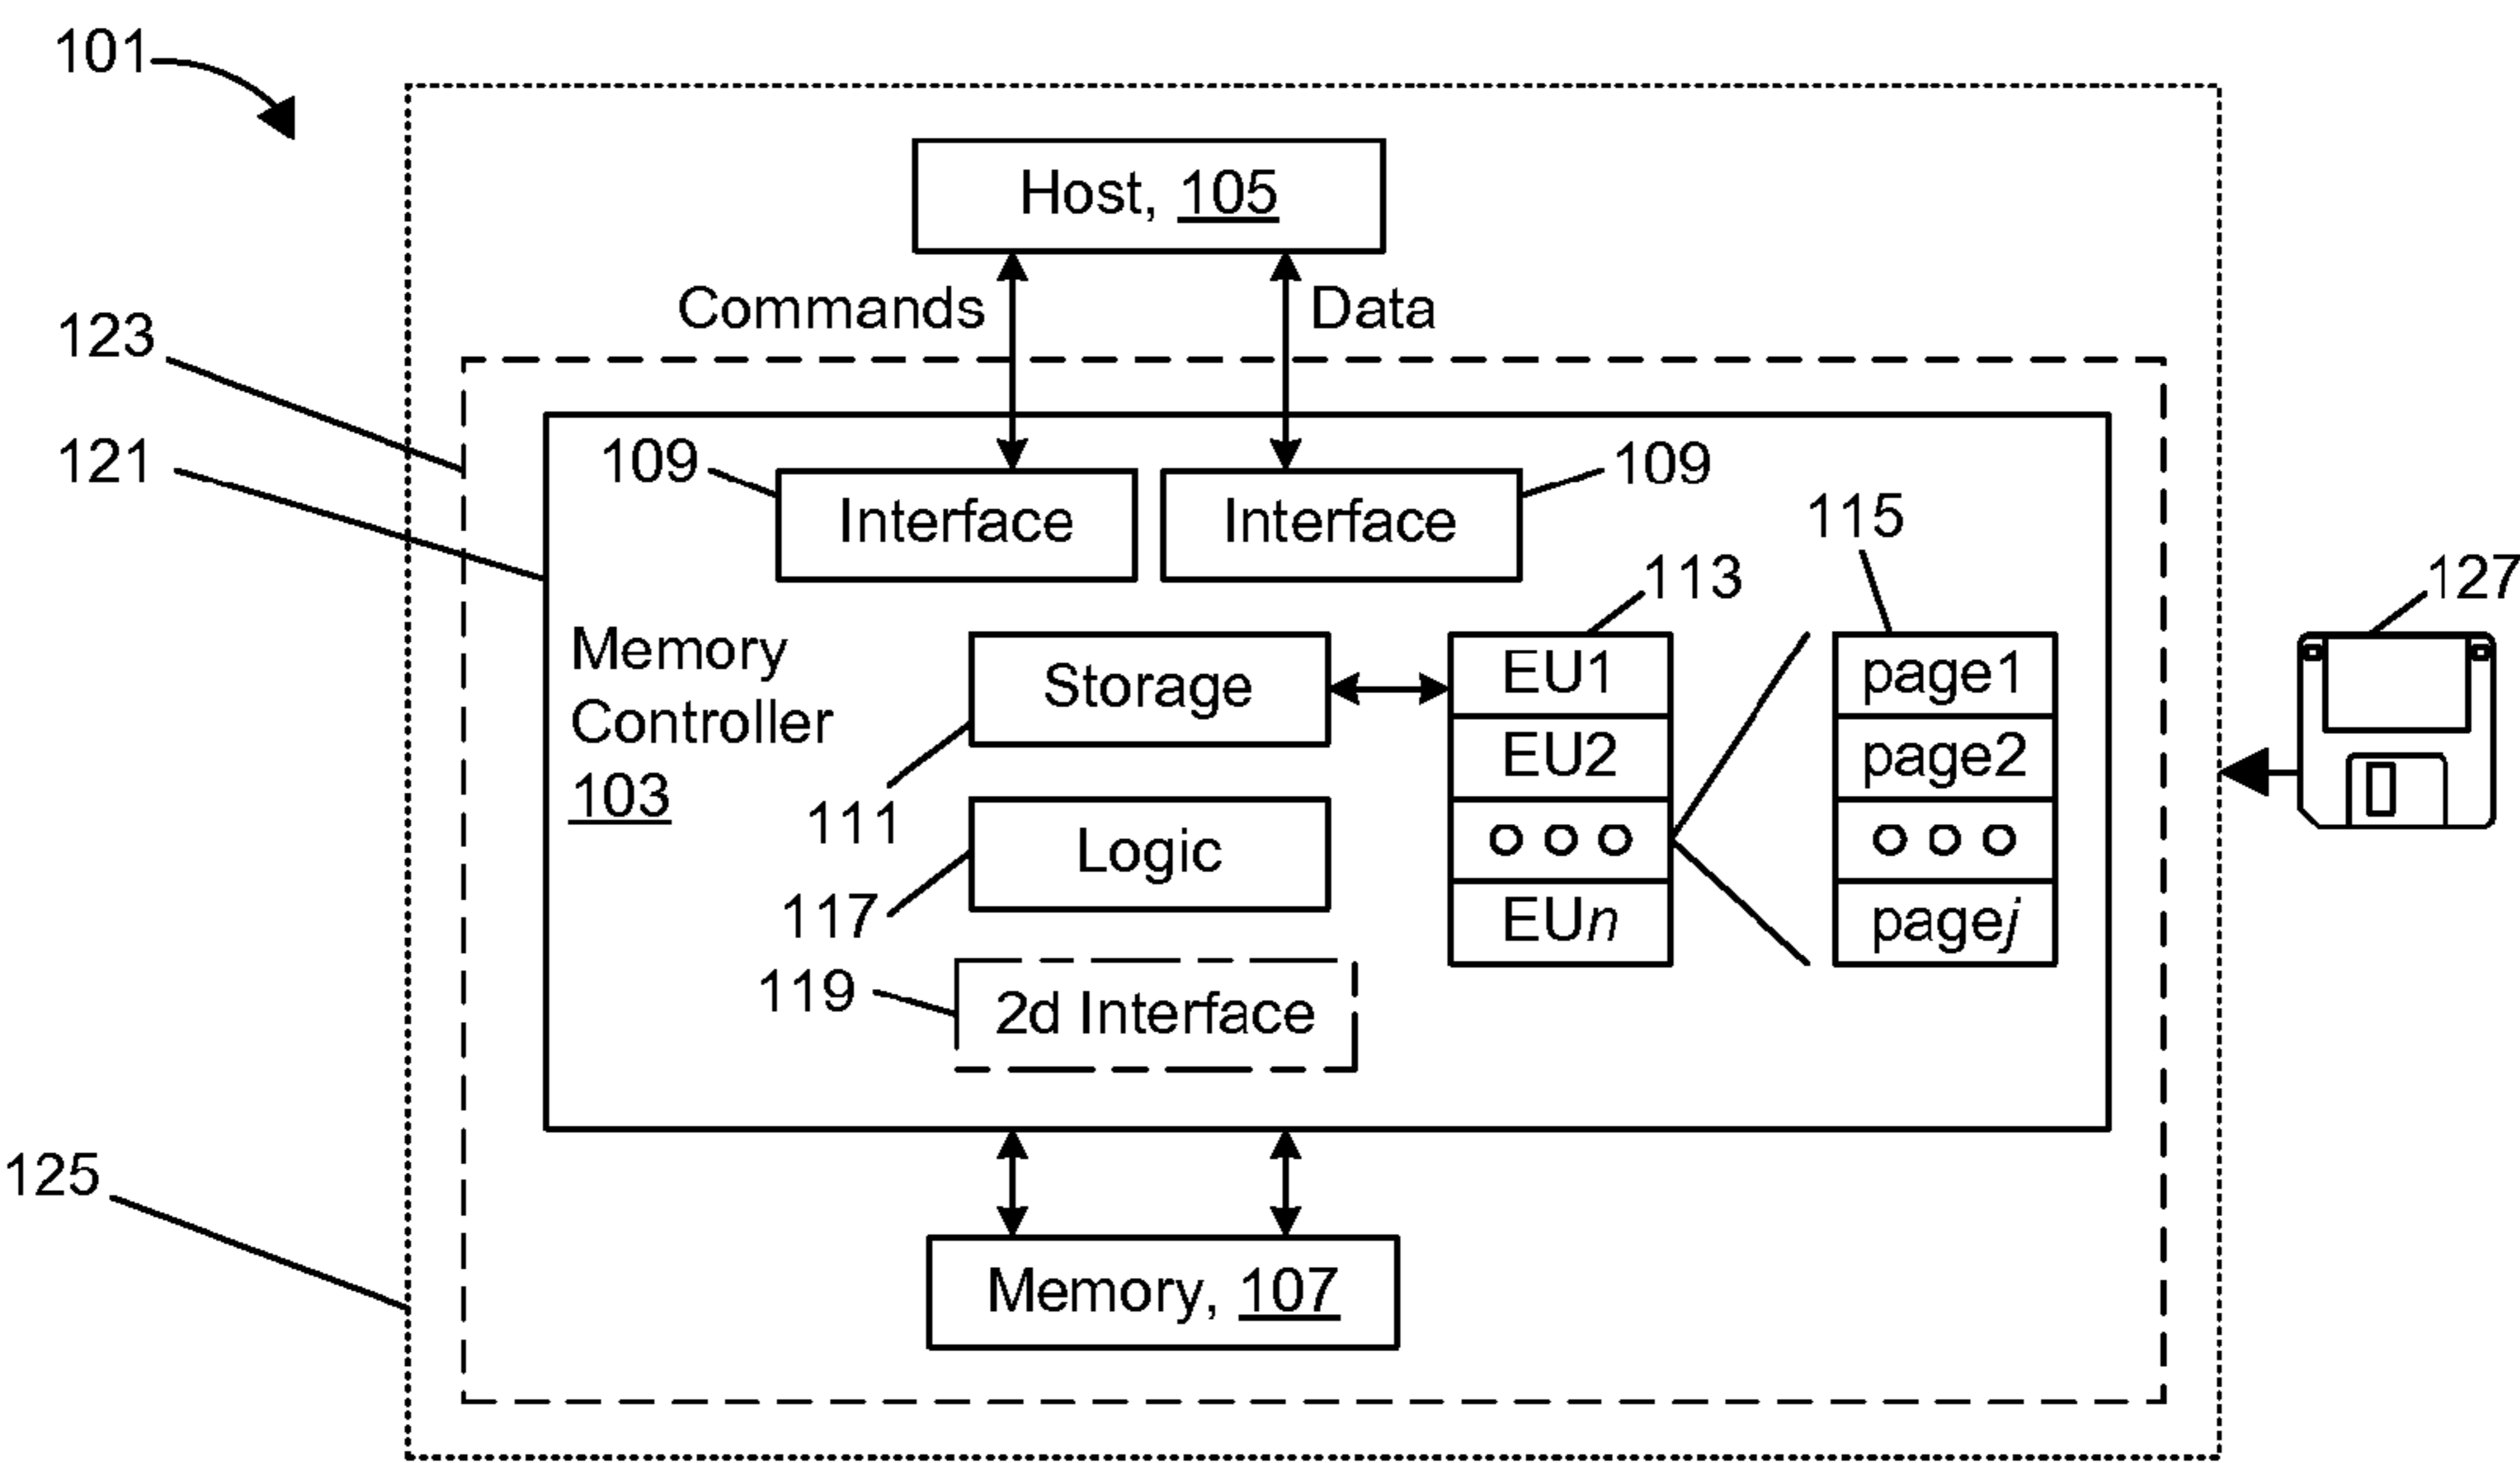 101
Host, 105
Commands
Data
123
121
109
Interface
Interface
109
115
113
127
Memory
Controller
103
Storage
111
EU1
EU2
EUn
page1
page2
pagej
Logic
117
119
2d Interface
125
Memory, 107